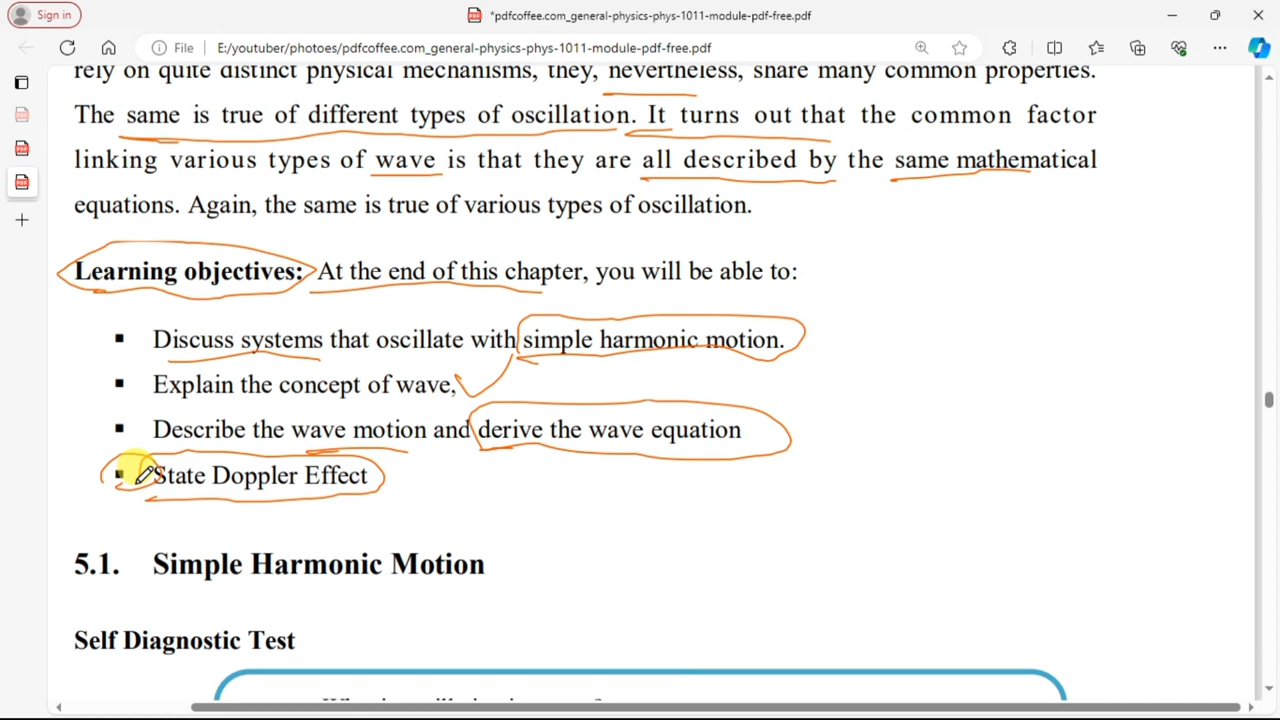 Sign in
*pdfcoffee.com_general-physics-phys-1011-module-pdf-free.pdf
File
E:/youtuber/photoes/pdfcoffee.com_general-physics-phys-1011-module-pdf-free.pdf
rely on quite distinct physical mechanisms, they, nevertheless, share many common properties.
The same is true of different types of oscillation. It turns out that the common factor
linking various types of wave is that they are all described by the same mathematical
equations. Again, the same is true of various types of oscillation.
Learning objectives: At the end of this chapter, you will be able to:
▪ Discuss systems that oscillate with simple harmonic motion.
▪ Explain the concept of wave,
▪ Describe the wave motion and derive the wave equation
▪ State Doppler Effect
5.1. Simple Harmonic Motion
Self Diagnostic Test